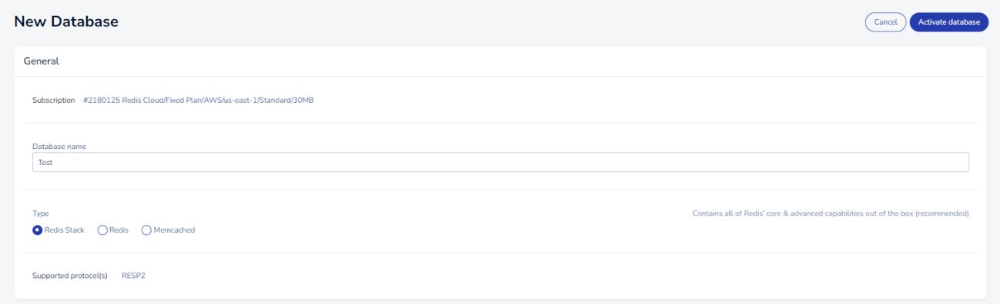 New Database
Cancel
Activate database
General
Subscription #2180125 Redis Cloud/Fixed Plan/AWS/us-east-1/Standard/30MB
Database name
Test
Type
Contains all of Redis' core & advanced capabilities out of the box (recommended)
Redis Stack Redis Memcached
Supported protocol(s) RESP2